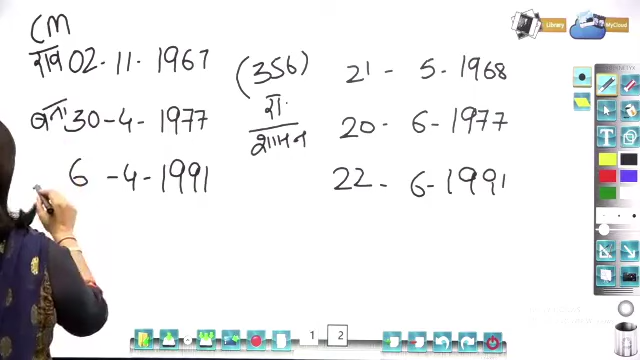 CM
राव 02 - 11 - 1967 (356) 21 - 5 - 1968
बना 30 - 4 - 1977 रा. शासन 20 - 6 - 1977
6 - 4 - 1991 22 - 6 - 1991
Library MyCloud
1 2